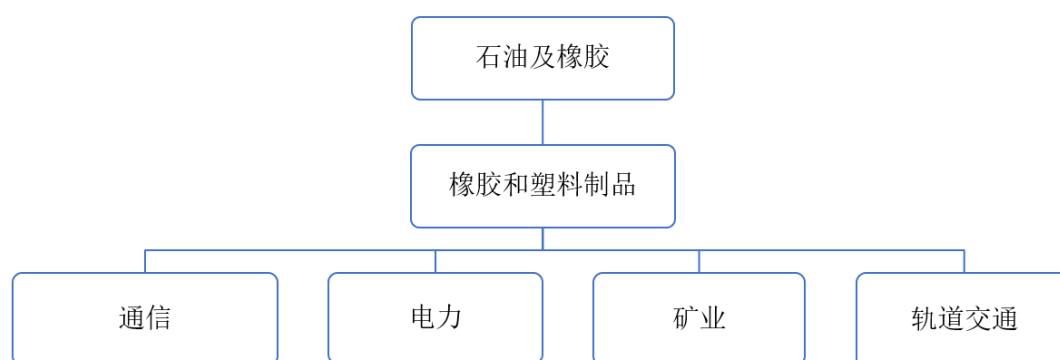 石油及橡胶
橡胶和塑料制品
通信
电力
矿业
轨道交通